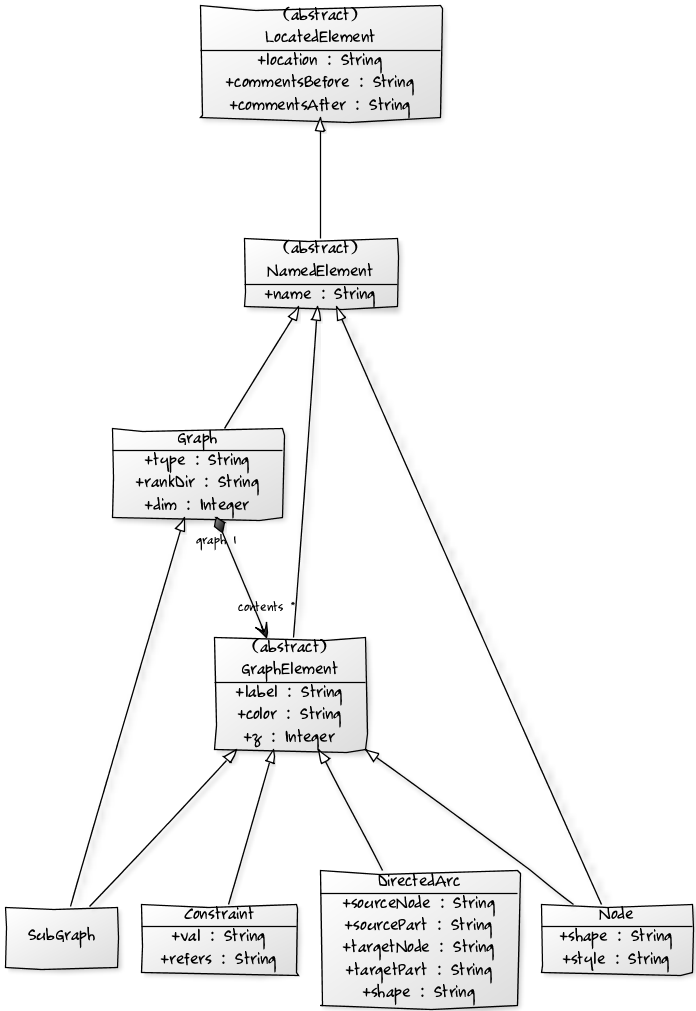 (abstract)
LocatedElement
+location : String
+commentsBefore : String
+commentsAfter : String
(abstract)
NamedElement
+name : String
Graph
+type : String
+rankDir : String
+dim : Integer
graph 1
contents *
(abstract)
GraphElement
+label : String
+color : String
+z : Integer
SubGraph
Constraint
+val : String
+refers : String
DirectedArc
+sourceNode : String
+sourcePart : String
+targetNode : String
+targetPart : String
+shape : String
Node
+shape : String
+style : String